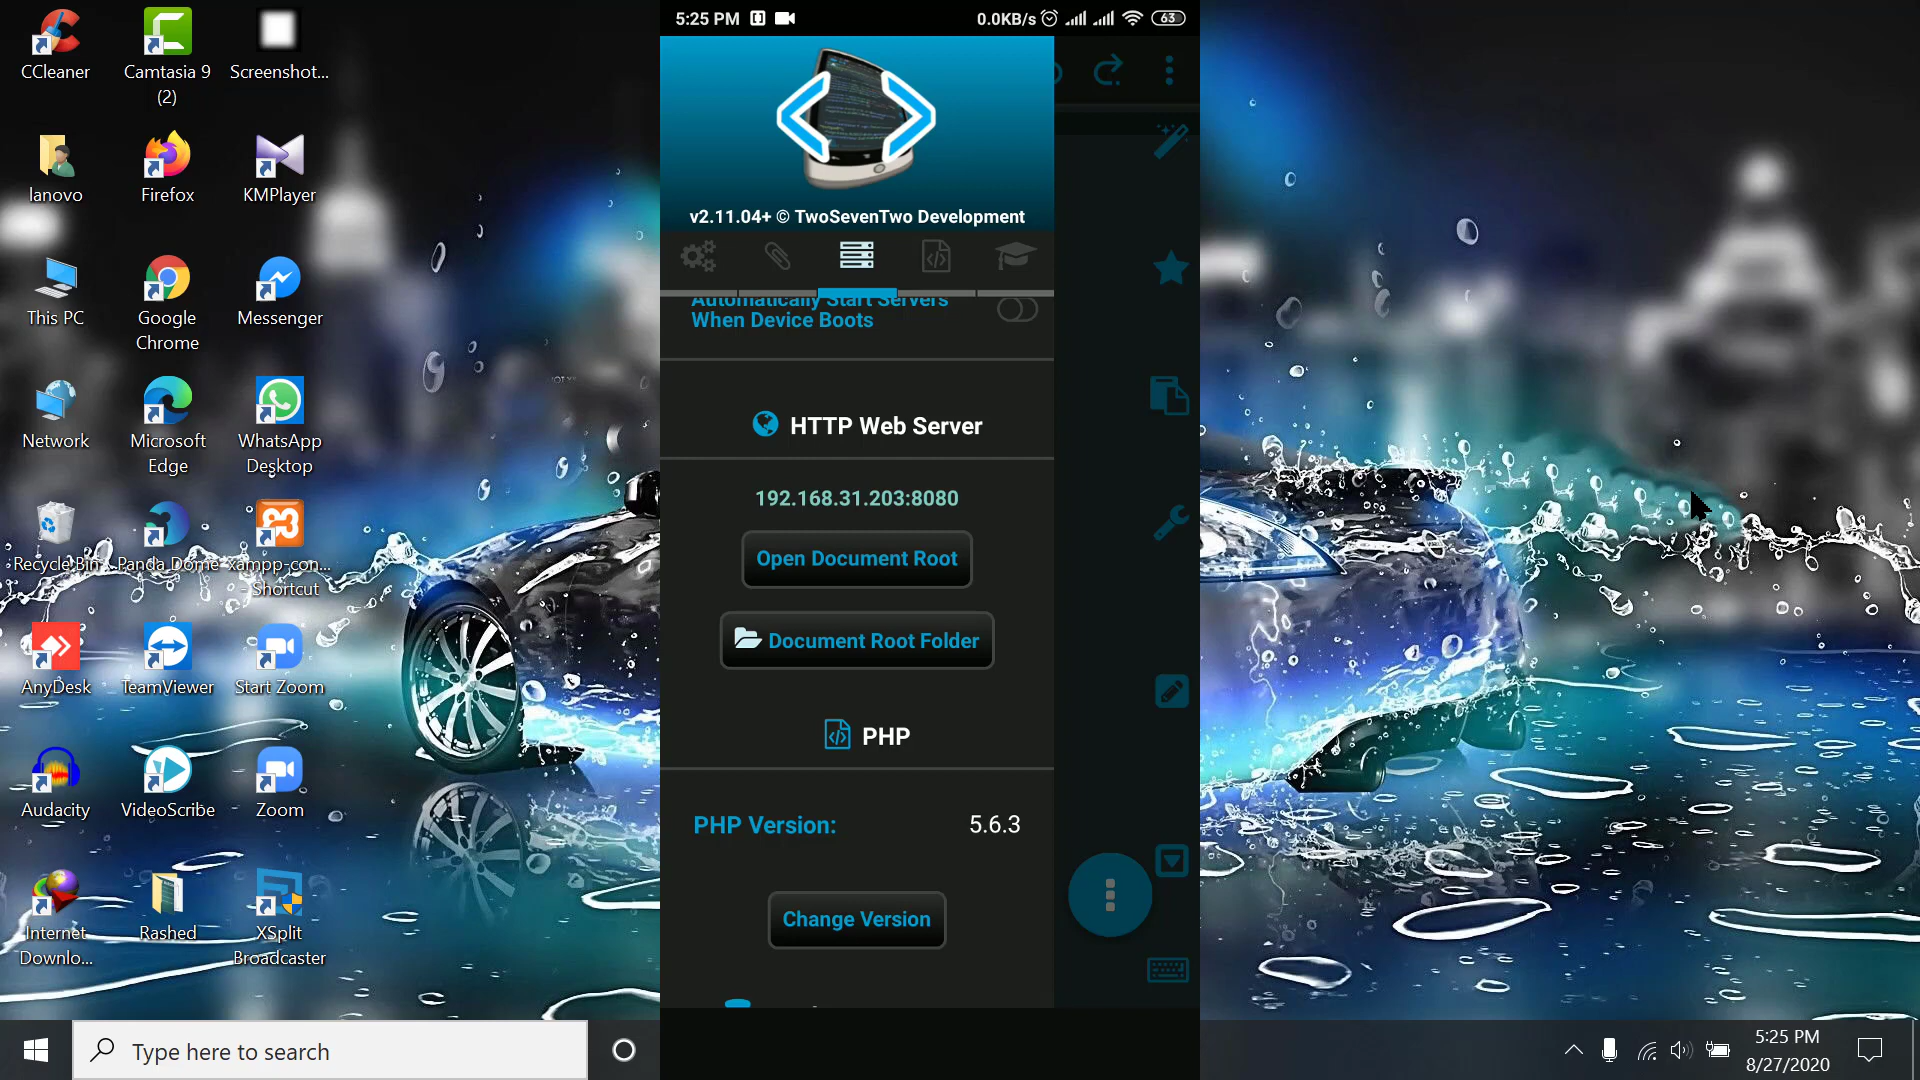 CCleaner
Camtasia 9
(2)
Screenshot...
lanovo
Firefox
KMPlayer
This PC
Google
Chrome
Messenger
Network
Microsoft
Edge
WhatsApp
Desktop
Recycle Bin
Panda Dome
xampp-con...
- Shortcut
AnyDesk
TeamViewer
Start Zoom
Audacity
VideoScribe
Zoom
Internet
Downlo...
Rashed
XSplit
Broadcaster
5:25 PM
0.0KB/s
63
v2.11.04+ © TwoSevenTwo Development
Automatically Start Servers
When Device Boots
HTTP Web Server
192.168.31.203:8080
Open Document Root
Document Root Folder
PHP
PHP Version:
5.6.3
Change Version
Type here to search
5:25 PM
8/27/2020